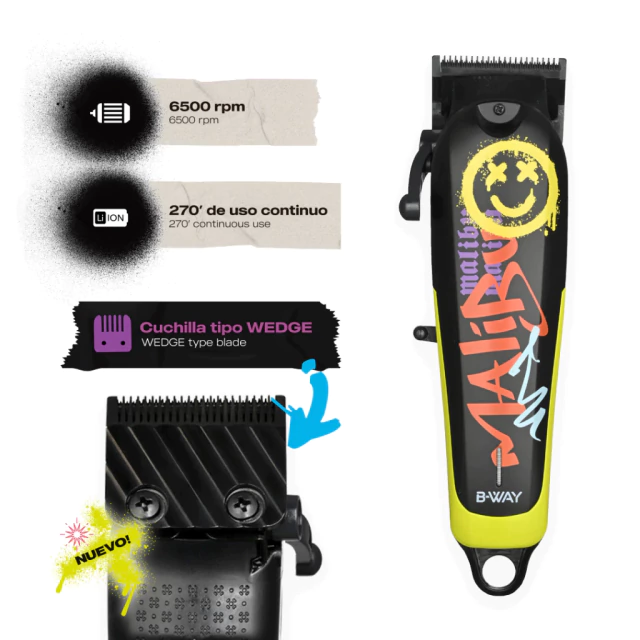 6500 rpm
6500 rpm
Li ION
270’ de uso continuo
270’ continuous use
Cuchilla tipo WEDGE
WEDGE type blade
NUEVO!
malibu
MALIBU
B-WAY